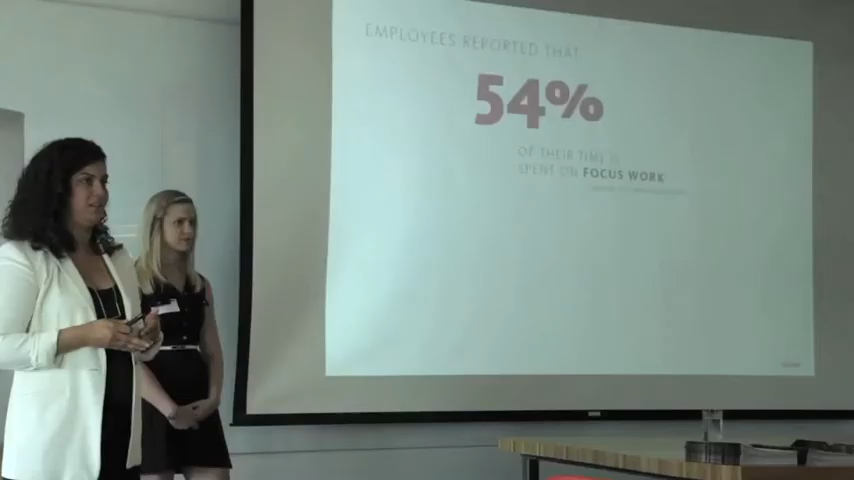 EMPLOYEES REPORTED THAT
54%
OF THEIR TIME IS
SPENT ON FOCUS WORK